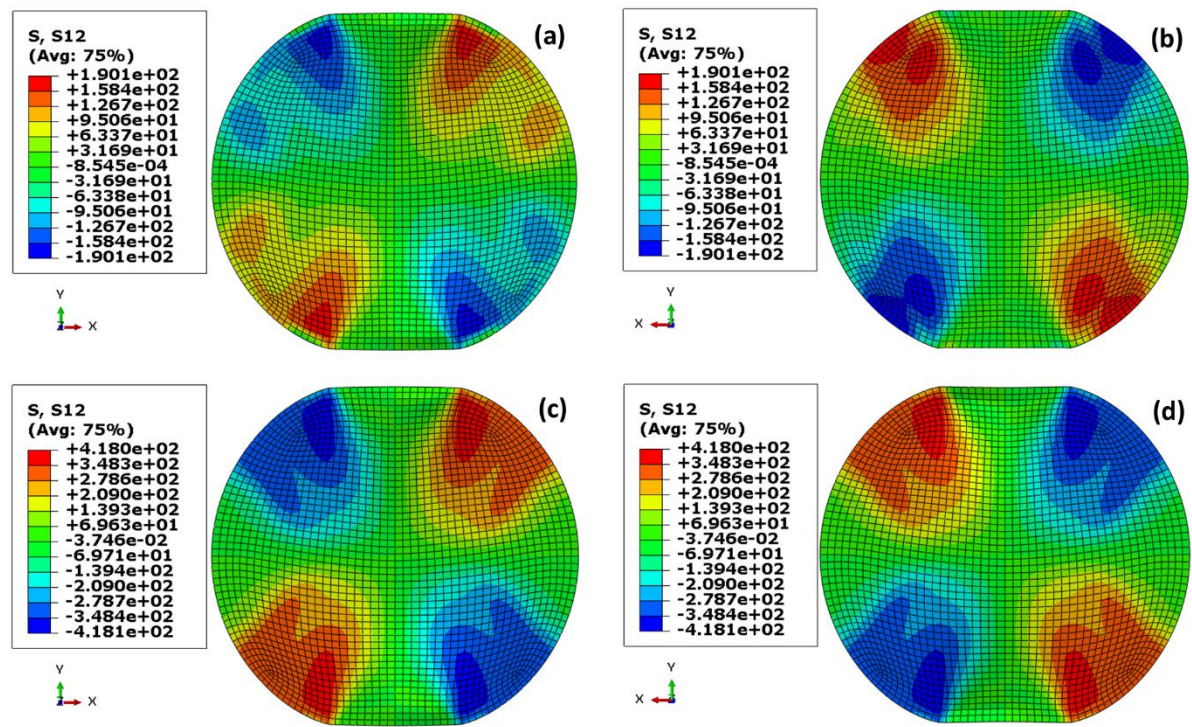 S, S12
(Avg: 75%)
+1.901e+02
+1.584e+02
+1.267e+02
+9.506e+01
+6.337e+01
+3.169e+01
-8.545e-04
-3.169e+01
-6.338e+01
-9.506e+01
-1.267e+02
-1.584e+02
-1.901e+02
Y
Z
X
(a)
S, S12
(Avg: 75%)
+1.901e+02
+1.584e+02
+1.267e+02
+9.506e+01
+6.337e+01
+3.169e+01
-8.545e-04
-3.169e+01
-6.338e+01
-9.506e+01
-1.267e+02
-1.584e+02
-1.901e+02
Y
X
Z
(b)
S, S12
(Avg: 75%)
+4.180e+02
+3.483e+02
+2.786e+02
+2.090e+02
+1.393e+02
+6.963e+01
-3.746e-02
-6.971e+01
-1.394e+02
-2.090e+02
-2.787e+02
-3.484e+02
-4.181e+02
Y
Z
X
(c)
S, S12
(Avg: 75%)
+4.180e+02
+3.483e+02
+2.786e+02
+2.090e+02
+1.393e+02
+6.963e+01
-3.746e-02
-6.971e+01
-1.394e+02
-2.090e+02
-2.787e+02
-3.484e+02
-4.181e+02
Y
X
Z
(d)